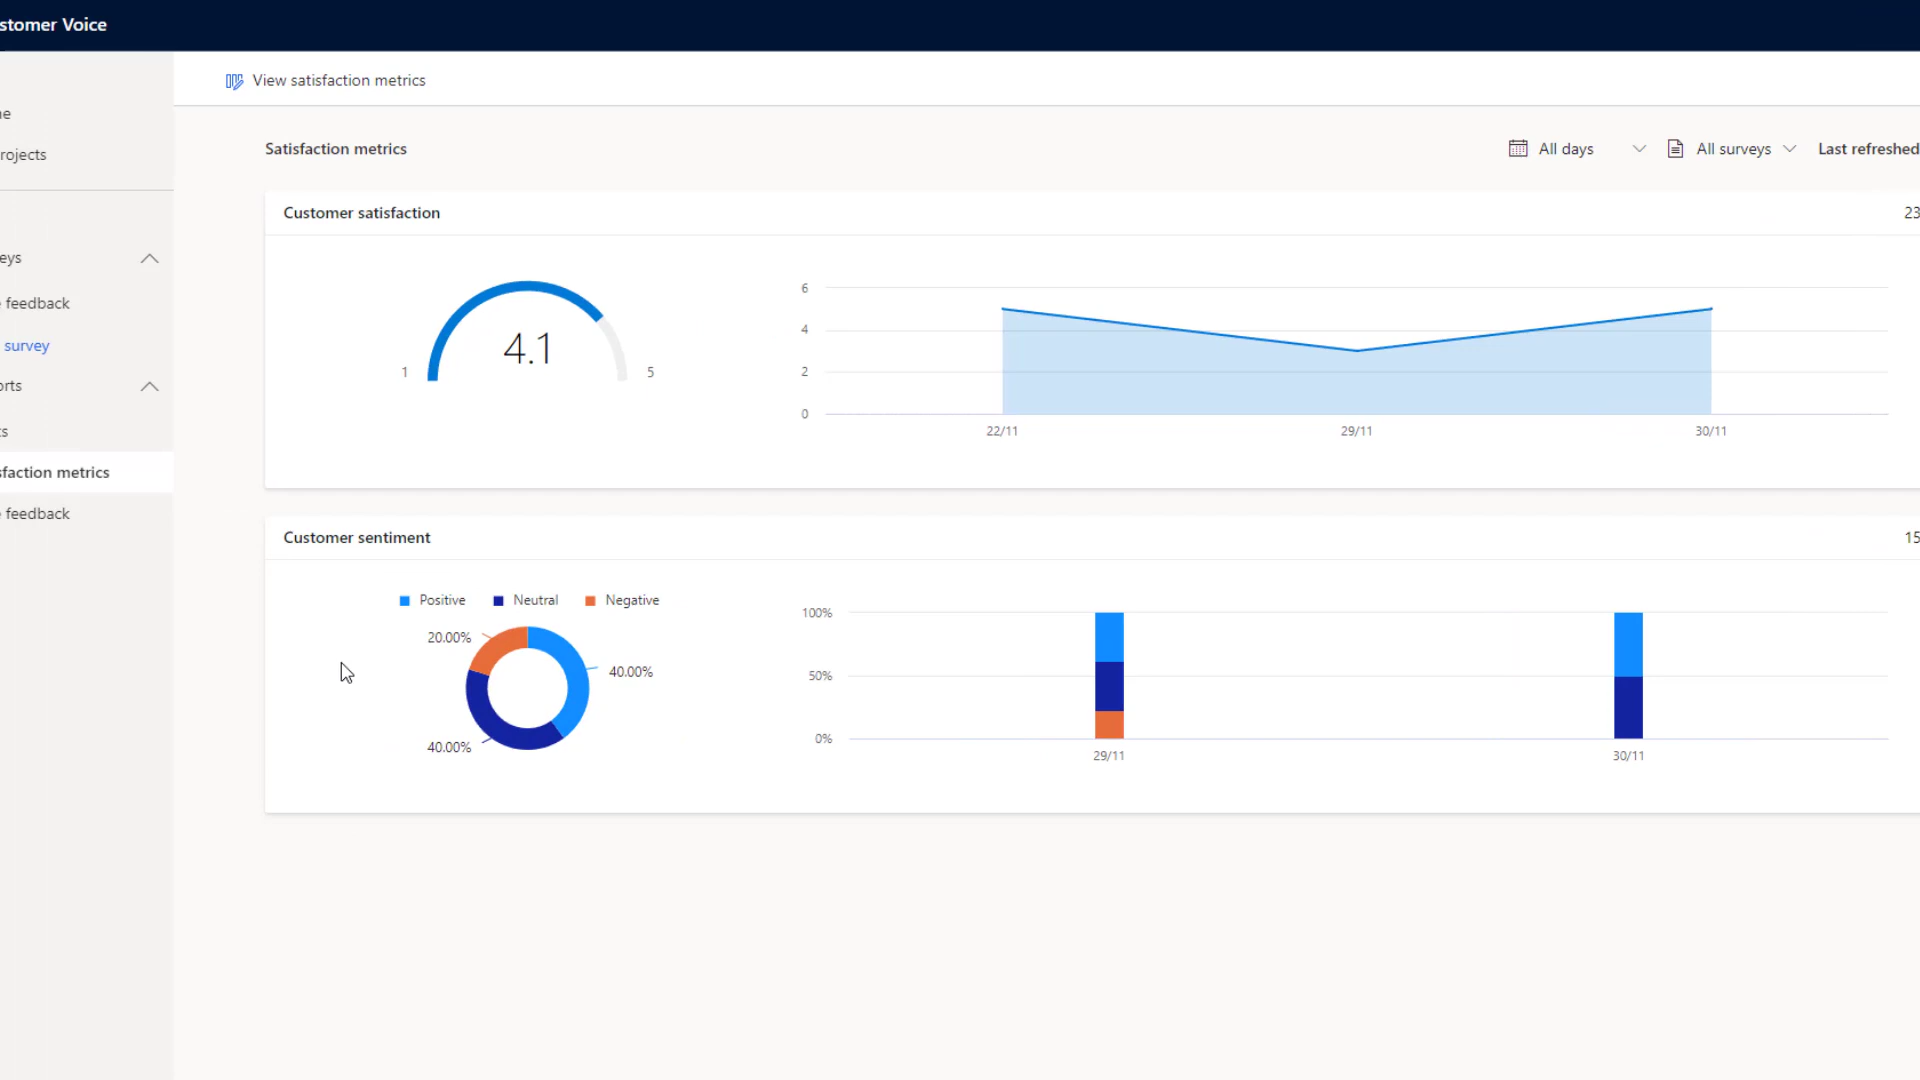 stomer Voice
View satisfaction metrics
e
rojects
eys
feedback
survey
orts
ts
sfaction metrics
feedback
Satisfaction metrics
All days
All surveys
Last refreshed
Customer satisfaction
23
4.1
1
5
6
4
2
0
22/11
29/11
30/11
Customer sentiment
15
Positive
Neutral
Negative
20.00%
40.00%
40.00%
100%
50%
0%
29/11
30/11